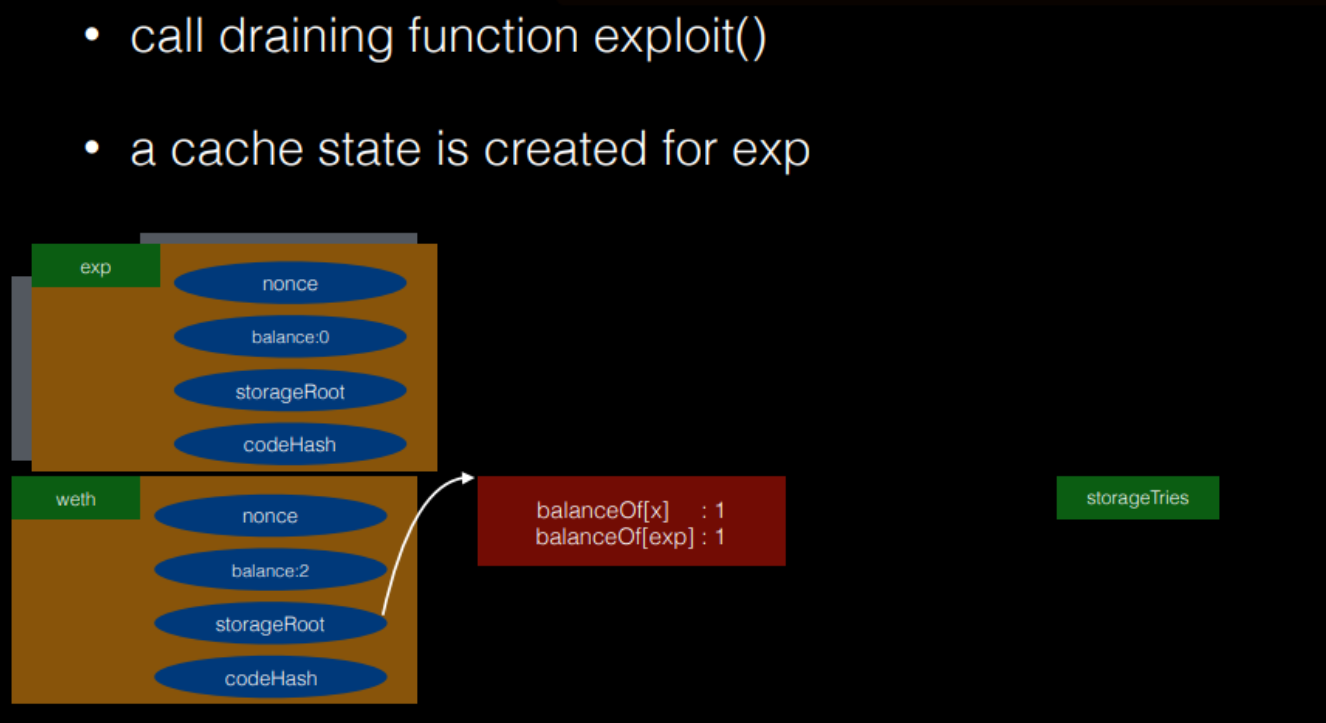 • call draining function exploit()
• a cache state is created for exp
exp
nonce
balance:0
storageRoot
codeHash
weth
nonce
balance:2
storageRoot
codeHash
balanceOf[x] : 1
balanceOf[exp] : 1
storageTries